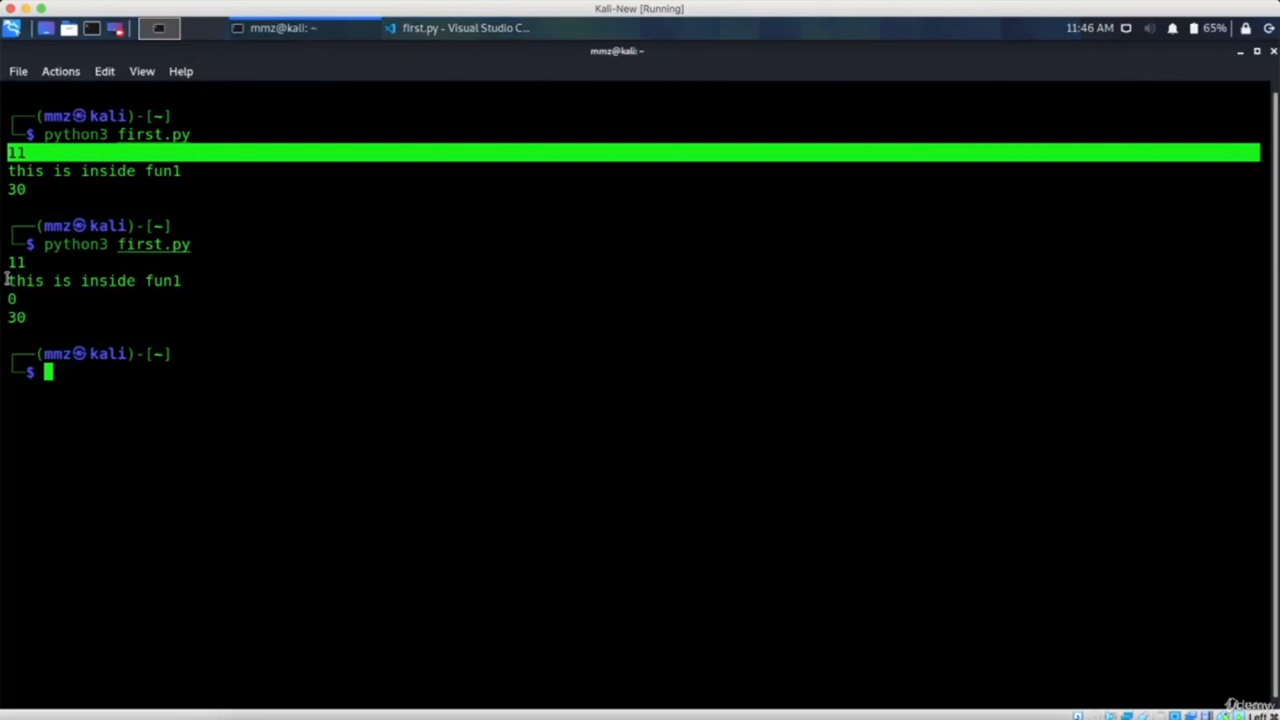 Kali-New [Running]
mmz@kali: ~
first.py - Visual Studio C...
11:46 AM
65%
mmz@kali: ~
File Actions Edit View Help
(mmz㉿kali)-[~]
$ python3 first.py
11
this is inside fun1
30
(mmz㉿kali)-[~]
$ python3 first.py
11
this is inside fun1
0
30
(mmz㉿kali)-[~]
$
Udemy
Left ⌘